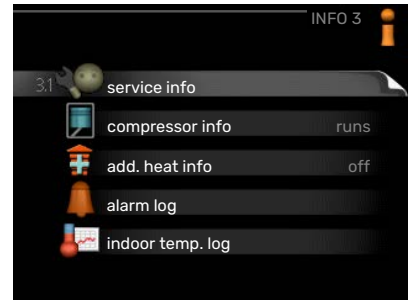 INFO 3
3.1 service info
compressor info runs
add. heat info off
alarm log
indoor temp. log